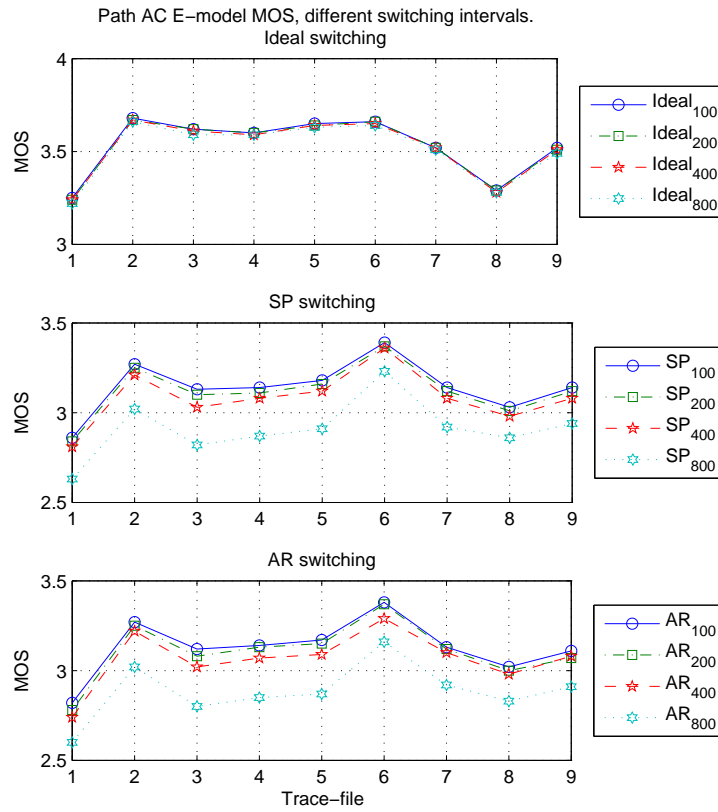 Path AC E−model MOS, different switching intervals.
Ideal switching
4
3.5
3
MOS
1 2 3 4 5 6 7 8 9
Ideal100
Ideal200
Ideal400
Ideal800
SP switching
3.5
3
2.5
MOS
1 2 3 4 5 6 7 8 9
SP100
SP200
SP400
SP800
AR switching
3.5
3
2.5
MOS
1 2 3 4 5 6 7 8 9
Trace−file
AR100
AR200
AR400
AR800